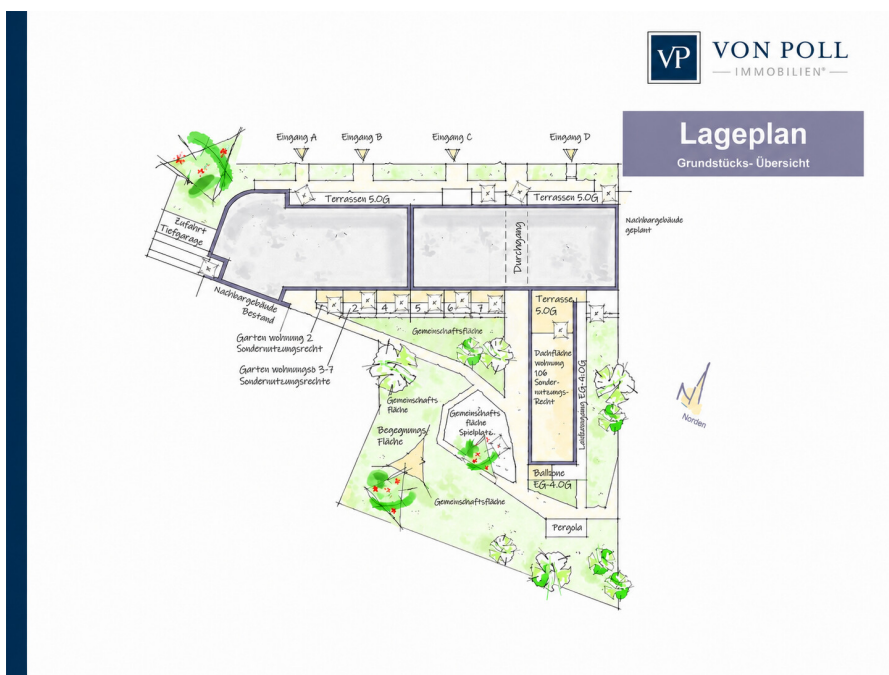 VP
VON POLL
IMMOBILIEN®
Lageplan
Grundstücks- Übersicht
Eingang A
Eingang B
Eingang C
Eingang D
Terrassen 5.OG
Terrassen 5.OG
Zufahrt
Tiefgarage
Nachbargebäude
geplant
Durchgang
Nachbargebäude
Bestand
2
4
5
6
7
Terrasse
5.OG
Garten wohnung 2
Sondernutzungsrecht
Garten wohnungsb 3-7
Sondernutzungsrechte
Gemeinschaftsfläche
Dachfläche
wohnung
106
Sonder-
nutzungs-
Recht
Laubengang EG-4.OG
Gemeinschafts
fläche
Gemeinschafts
fläche
Spielplatz
Begegnungs
Fläche
Norden
Balkone
EG-4.OG
Gemeinschaftsfläche
Pergola